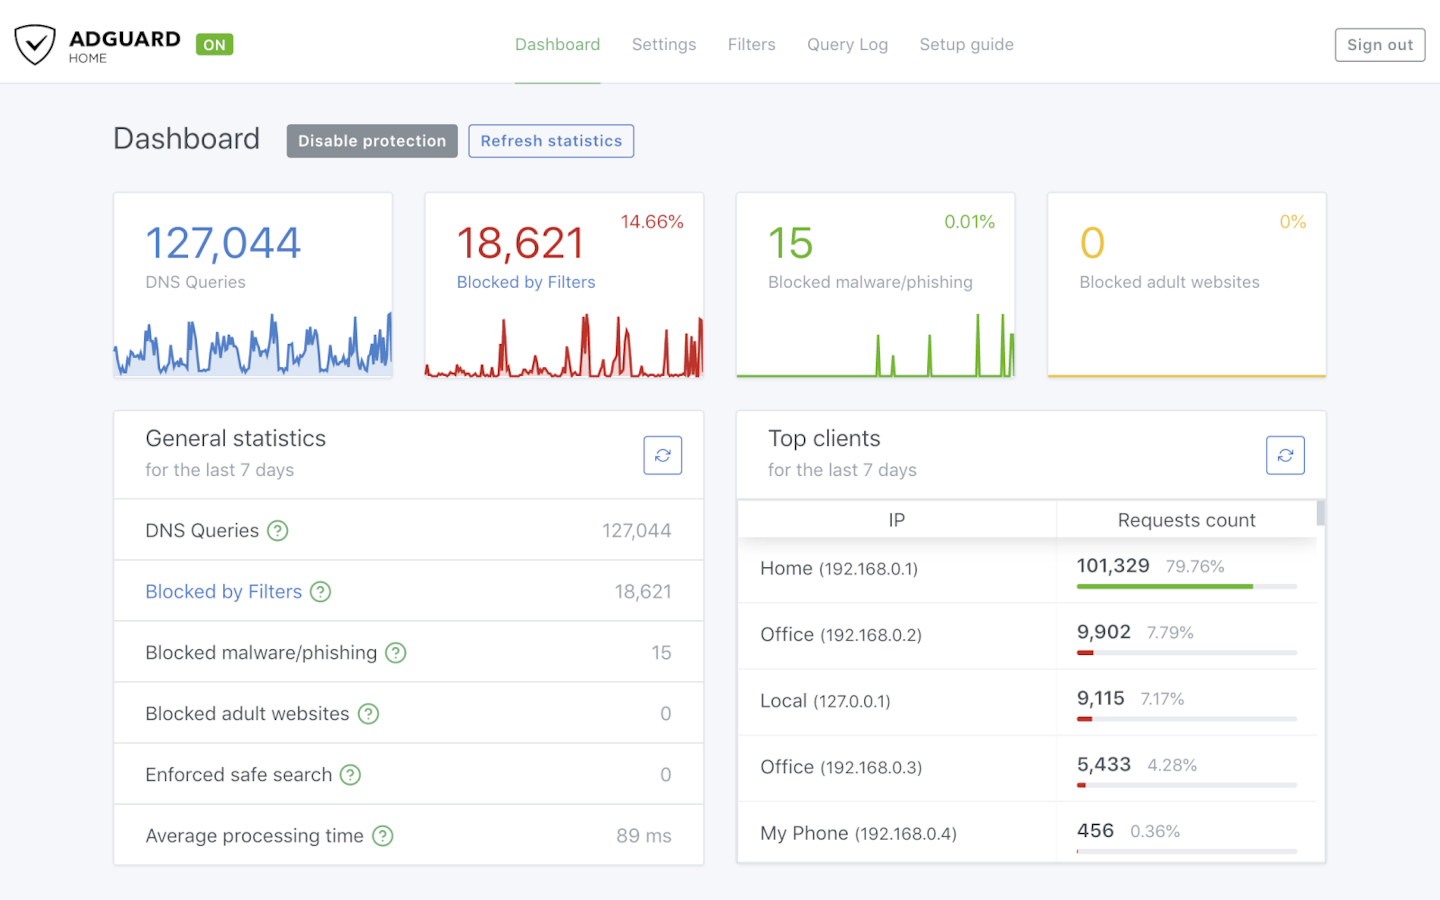 ADGUARD
HOME
ON
Dashboard Settings Filters Query Log Setup guide
Sign out
Dashboard
Disable protection
Refresh statistics
127,044
DNS Queries
14.66%
18,621
Blocked by Filters
0.01%
15
Blocked malware/phishing
0%
0
Blocked adult websites
General statistics
for the last 7 days
DNS Queries ? 127,044
Blocked by Filters ? 18,621
Blocked malware/phishing ? 15
Blocked adult websites ? 0
Enforced safe search ? 0
Average processing time ? 89 ms
Top clients
for the last 7 days
IP Requests count
Home (192.168.0.1) 101,329 79.76%
Office (192.168.0.2) 9,902 7.79%
Local (127.0.0.1) 9,115 7.17%
Office (192.168.0.3) 5,433 4.28%
My Phone (192.168.0.4) 456 0.36%